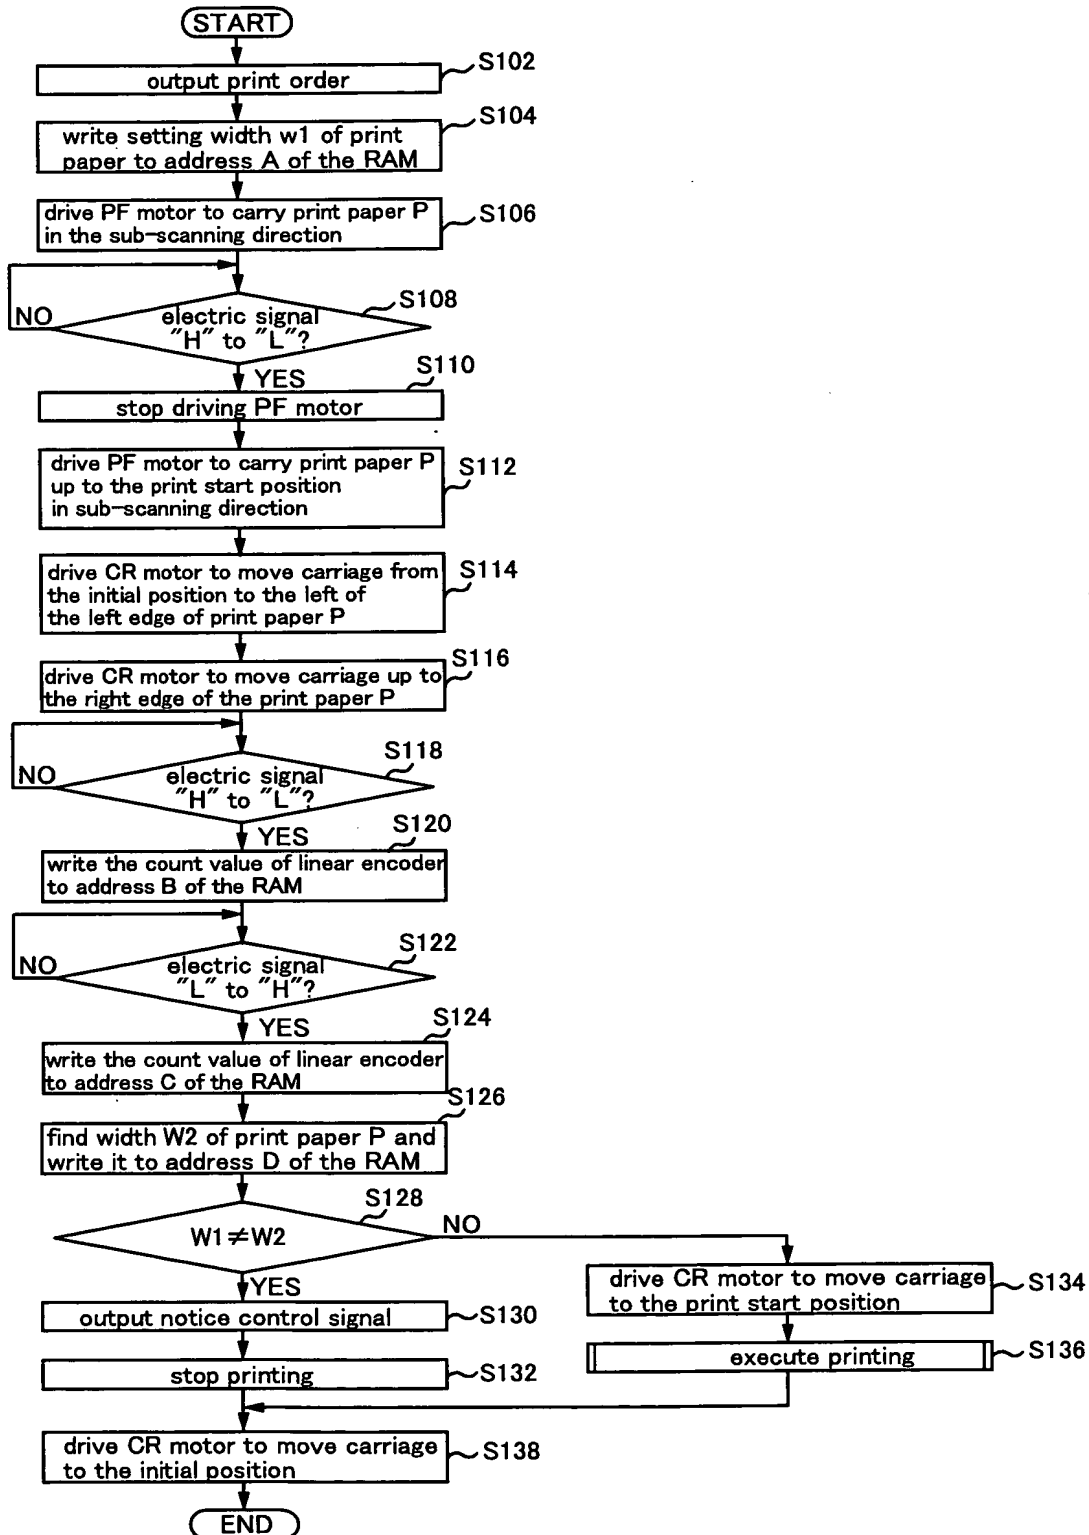 START
S102
output print order
S104
write setting width w1 of print
paper to address A of the RAM
S106
drive PF motor to carry print paper P
in the sub-scanning direction
S108
NO
electric signal
"H" to "L"?
YES
S110
stop driving PF motor
S112
drive PF motor to carry print paper P
up to the print start position
in sub-scanning direction
S114
drive CR motor to move carriage from
the initial position to the left of
the left edge of print paper P
S116
drive CR motor to move carriage up to
the right edge of the print paper P
S118
NO
electric signal
"H" to "L"?
YES
S120
write the count value of linear encoder
to address B of the RAM
S122
NO
electric signal
"L" to "H"?
YES
S124
write the count value of linear encoder
to address C of the RAM
S126
find width W2 of print paper P and
write it to address D of the RAM
S128
W1≠W2
NO
YES
drive CR motor to move carriage
to the print start position
S134
output notice control signal
S130
execute printing
S136
stop printing
S132
drive CR motor to move carriage
to the initial position
S138
END